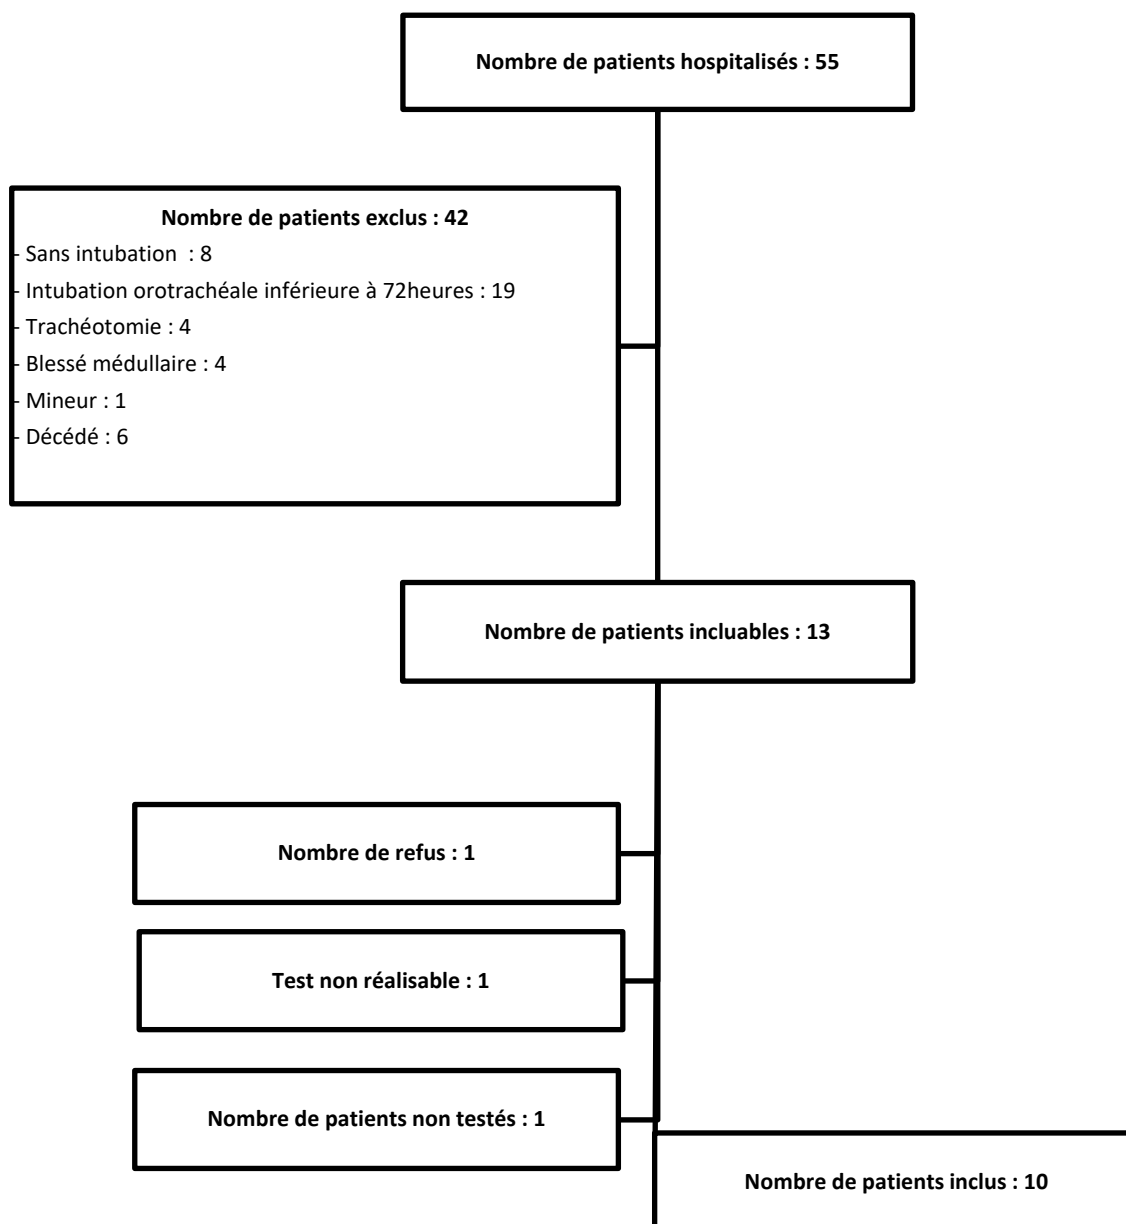 Nombre de patients hospitalisés : 55
Nombre de patients exclus : 42
- Sans intubation  : 8
- Intubation orotrachéale inférieure à 72heures : 19
- Trachéotomie : 4
- Blessé médullaire : 4
- Mineur : 1
- Décédé : 6
Nombre de patients incluables : 13
Nombre de refus : 1
Test non réalisable : 1
Nombre de patients non testés : 1
Nombre de patients inclus : 10